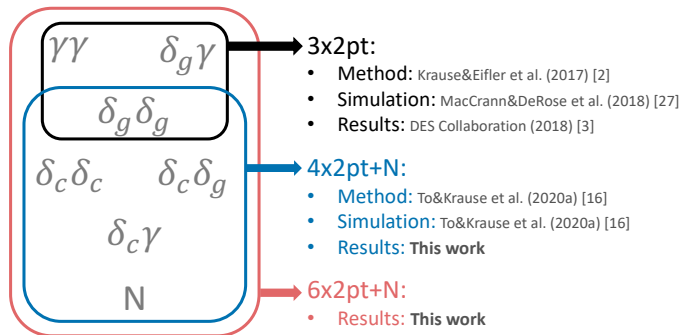 γγ δ_gγ
δ_gδ_g
δ_cδ_c δ_cδ_g
δ_cγ
N
3x2pt:
• Method: Krause&Eifler et al. (2017) [2]
• Simulation: MacCrann&DeRose et al. (2018) [27]
• Results: DES Collaboration (2018) [3]
4x2pt+N:
• Method: To&Krause et al. (2020a) [16]
• Simulation: To&Krause et al. (2020a) [16]
• Results: This work
6x2pt+N:
• Results: This work